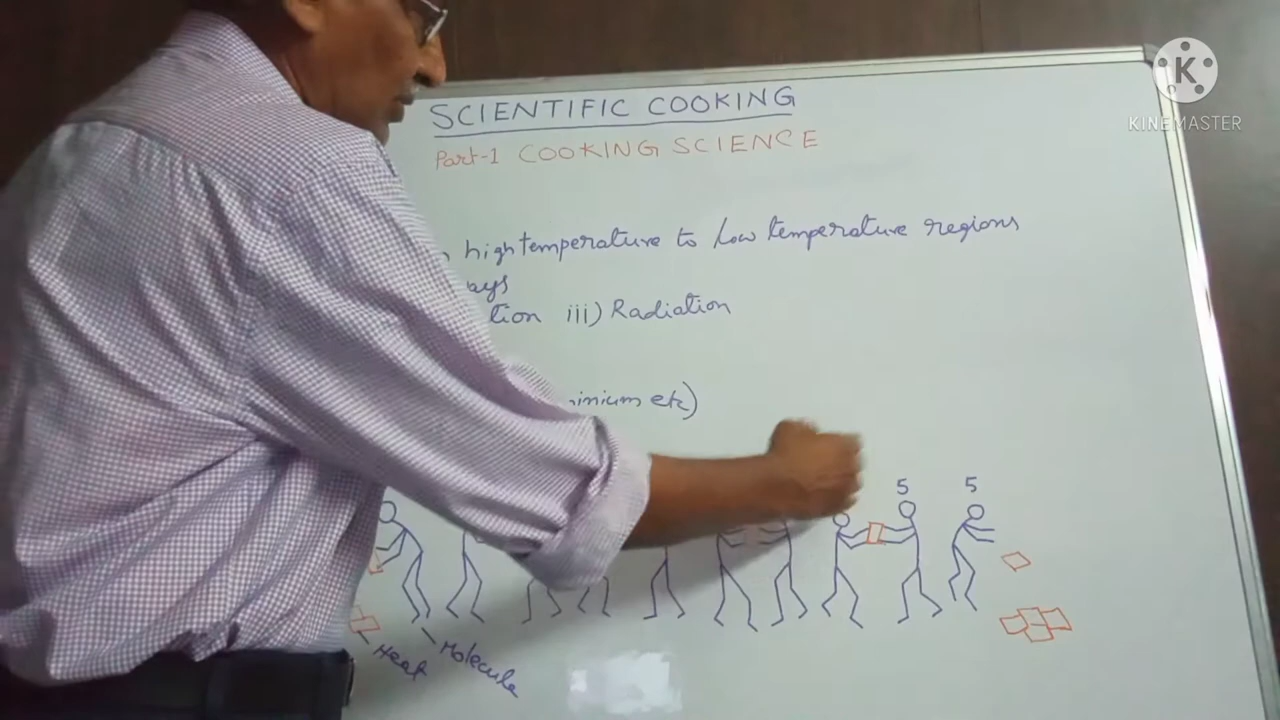 SCIENTIFIC COOKING
Part-1 COOKING SCIENCE
high temperature to low temperature regions
ays
tion iii) Radiation
inium etc)
5 5
Heat
Molecule
K
KINEMASTER